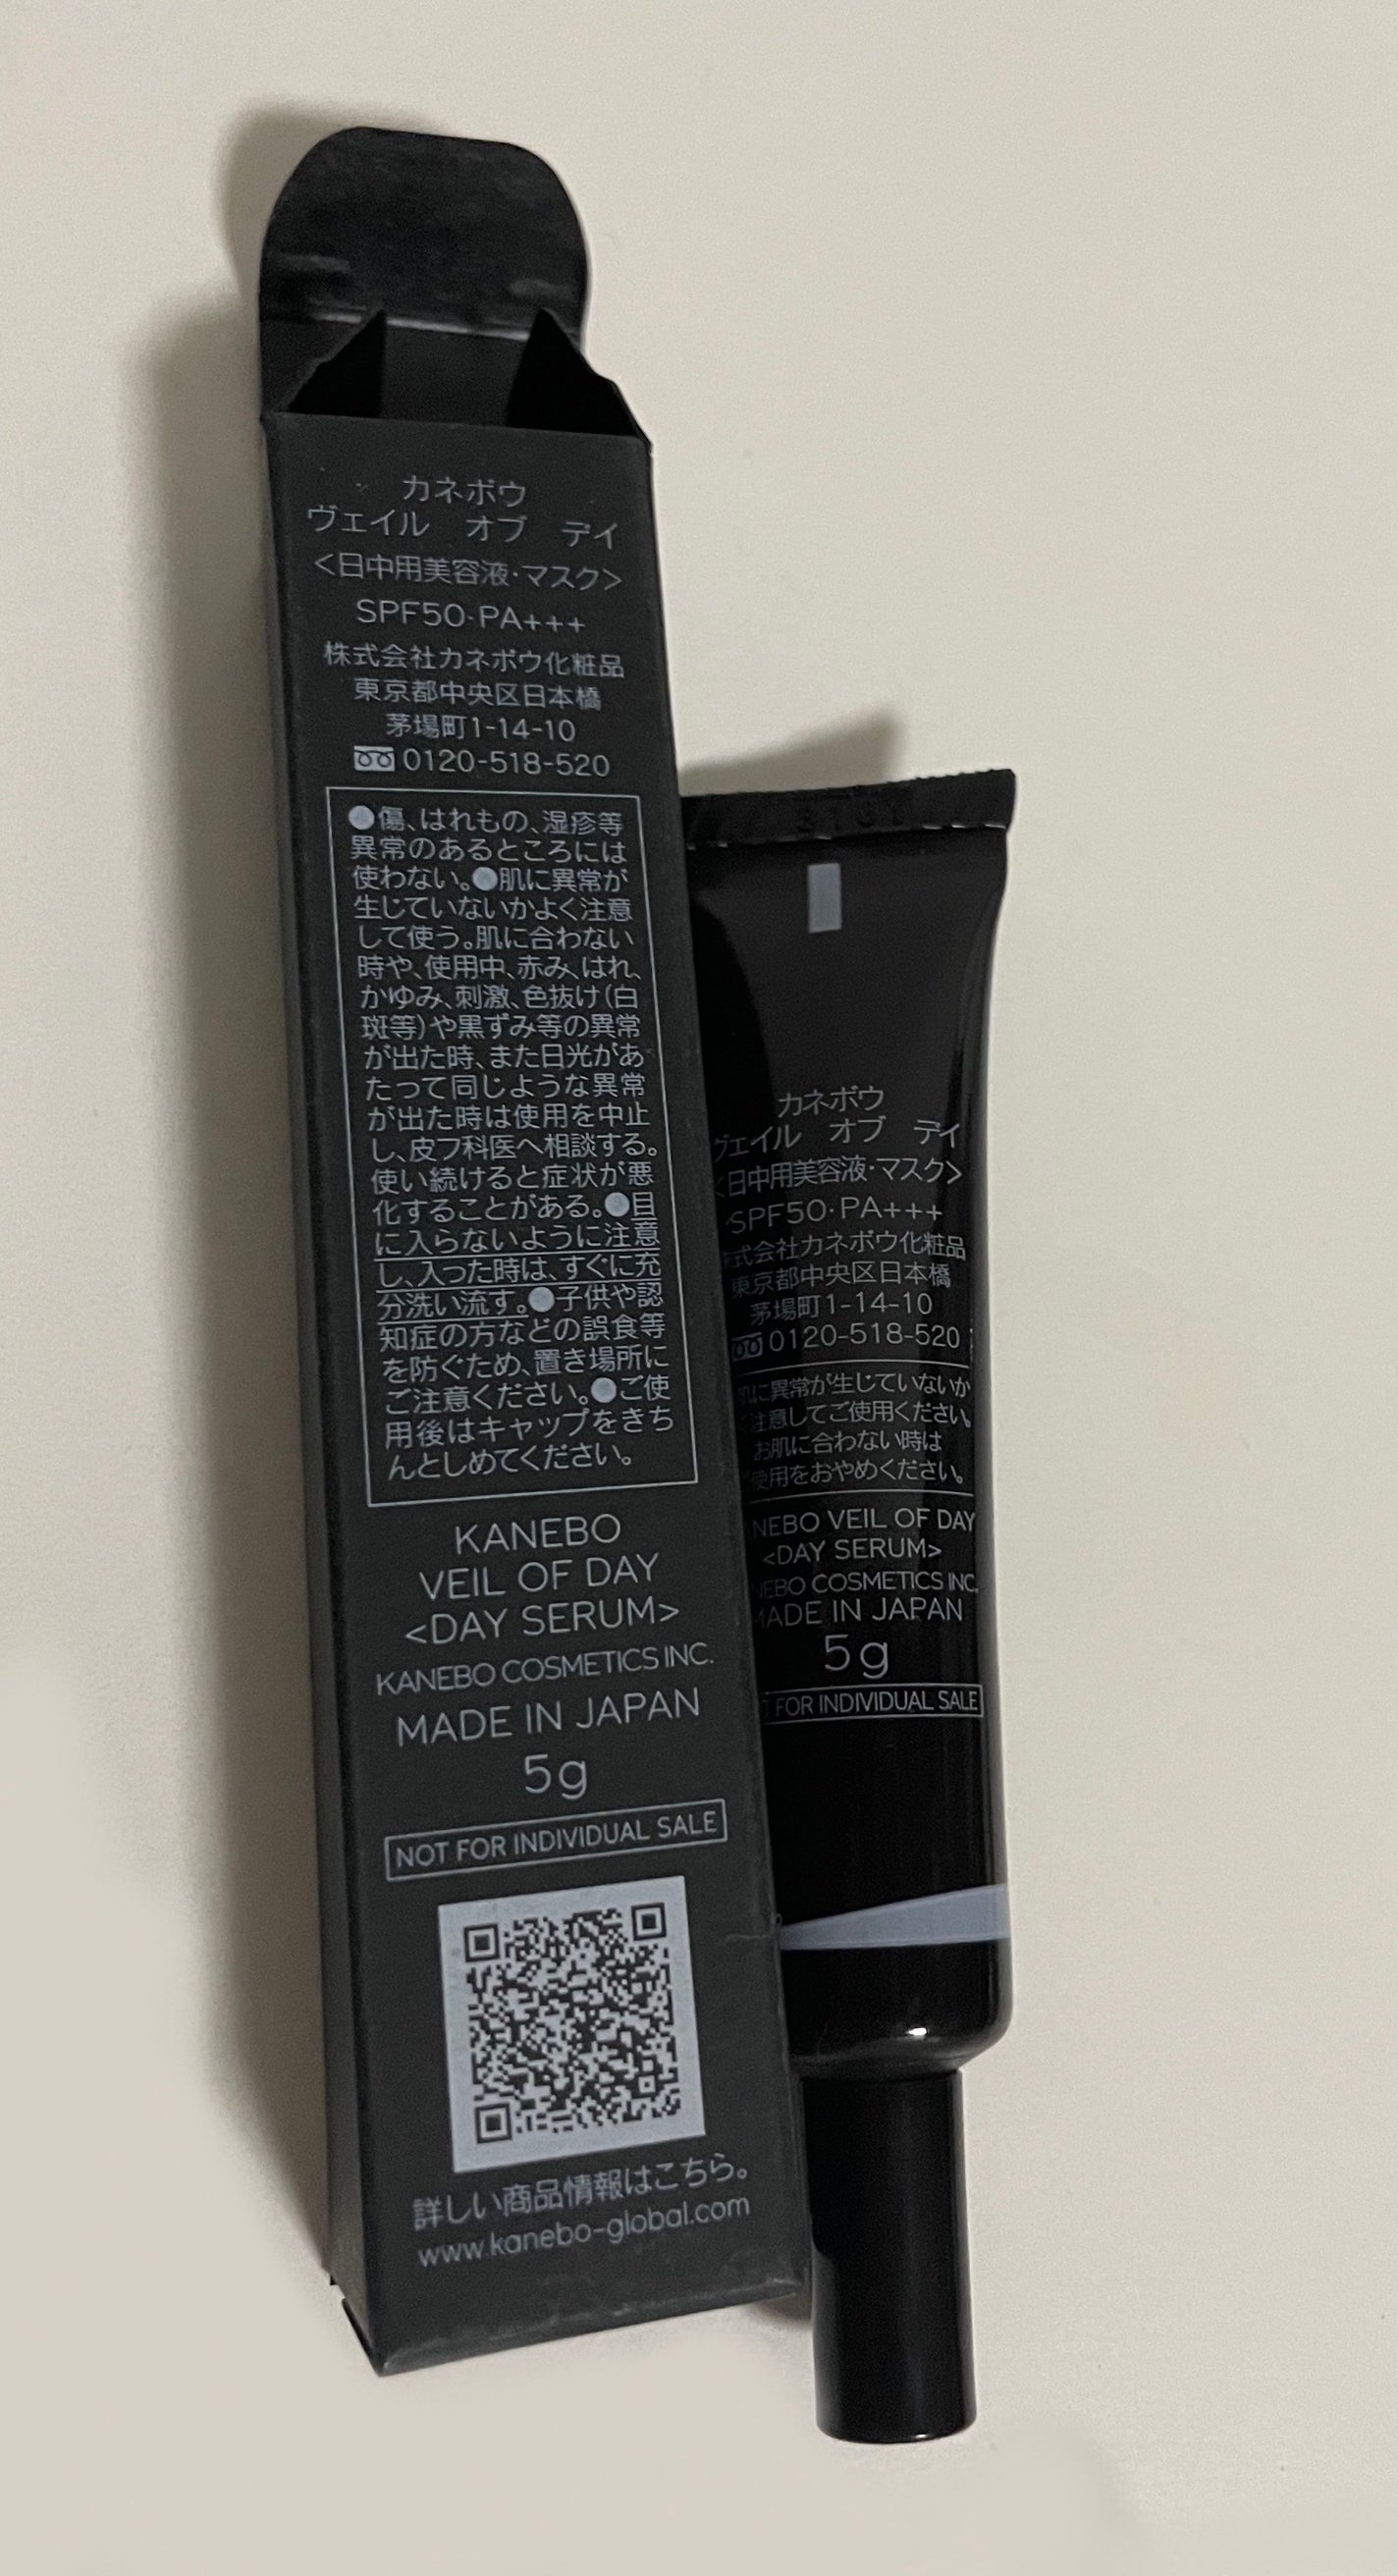 カネボウ
ヴェイル オブ デイ
<日中用美容液・マスク>
SPF50・PA+++
株式会社カネボウ化粧品
東京都中央区日本橋
茅場町1-14-10
0120-518-520
●傷、はれもの、湿疹等
異常のあるところには
使わない。●肌に異常が
生じていないかよく注意
して使う。肌に合わない
時や、使用中、赤み、はれ、
かゆみ、刺激、色抜け(白
斑等)や黒ずみ等の異常
が出た時、また日光があ
たって同じような異常
が出た時は使用を中止
し、皮フ科医へ相談する。
使い続けると症状が悪
化することがある。●目
に入らないように注意
し、入った時は、すぐに充
分洗い流す。●子供や認
知症の方などの誤食等
を防ぐため、置き場所に
ご注意ください。●ご使
用後はキャップをきち
んとしめてください。
KANEBO
VEIL OF DAY
<DAY SERUM>
KANEBO COSMETICS INC.
MADE IN JAPAN
5g
NOT FOR INDIVIDUAL SALE
詳しい商品情報はこちら。
www.kanebo-global.com
カネボウ
ヴェイル オブ デイ
<日中用美容液・マスク>
SPF50・PA+++
式会社カネボウ化粧品
東京都中央区日本橋
茅場町1-14-10
0120-518-520
肌に異常が生じていないか
注意してご使用ください。
お肌に合わない時は
使用をおやめください。
NEBO VEIL OF DAY
<DAY SERUM>
NEBO COSMETICS INC.
MADE IN JAPAN
5g
FOR INDIVIDUAL SALE